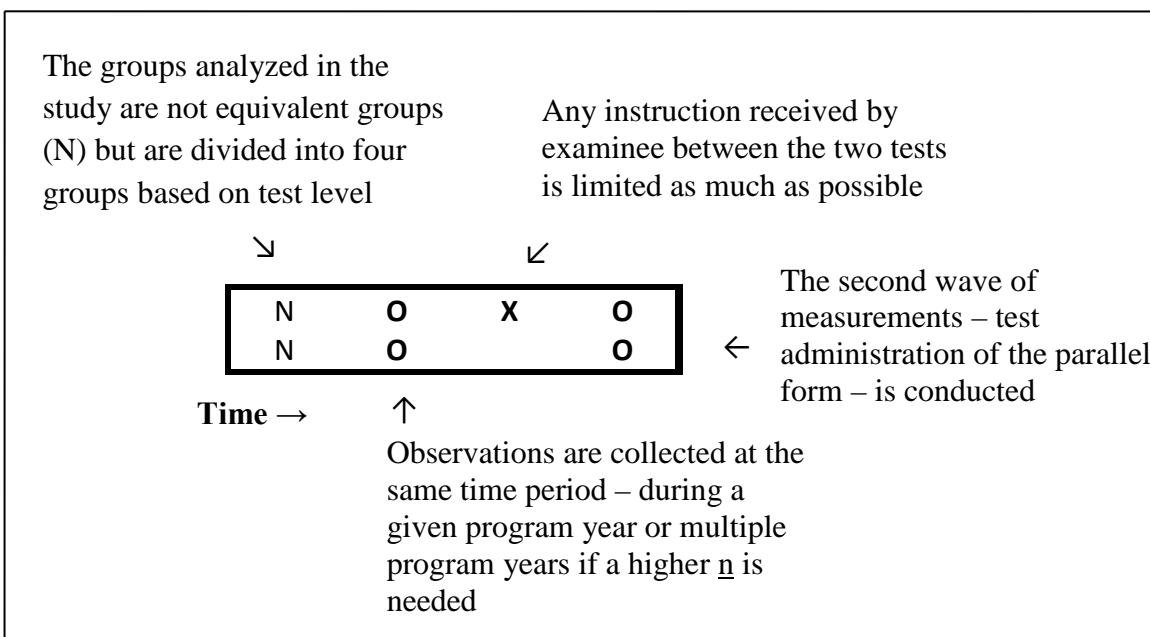 The groups analyzed in the
study are not equivalent groups
(N) but are divided into four
groups based on test level
Any instruction received by
examinee between the two tests
is limited as much as possible
↘
↙
N O X O
N O O
←
The second wave of
measurements – test
administration of the parallel
form – is conducted
Time →
↑
Observations are collected at the
same time period – during a
given program year or multiple
program years if a higher n is
needed